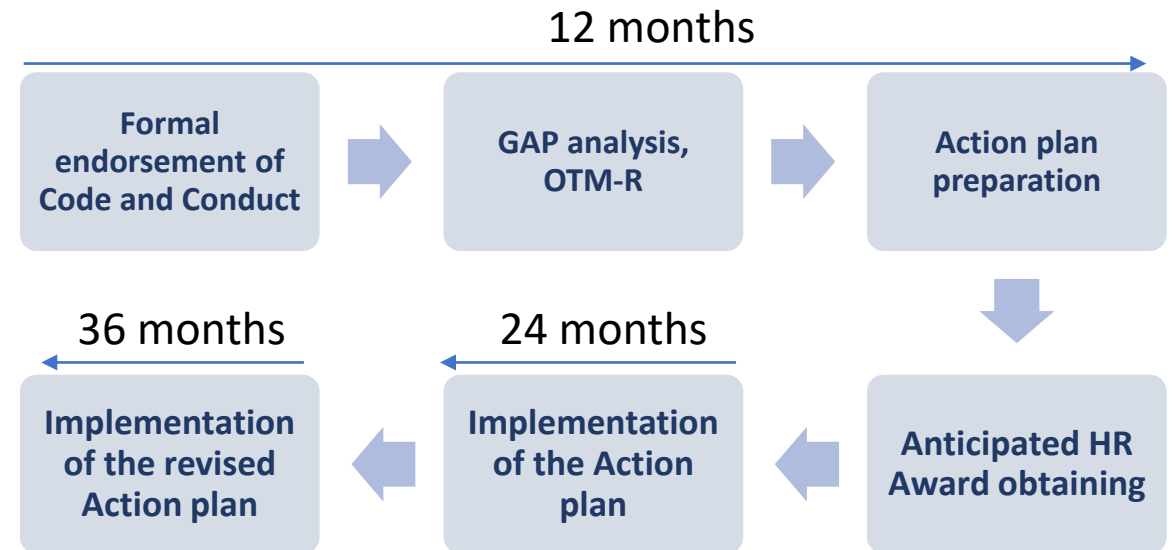 12 months
Formal
endorsement of
Code and Conduct
GAP analysis,
OTM-R
Action plan
preparation
36 months
24 months
Implementation
of the revised
Action plan
Implementation
of the Action
plan
Anticipated HR
Award obtaining